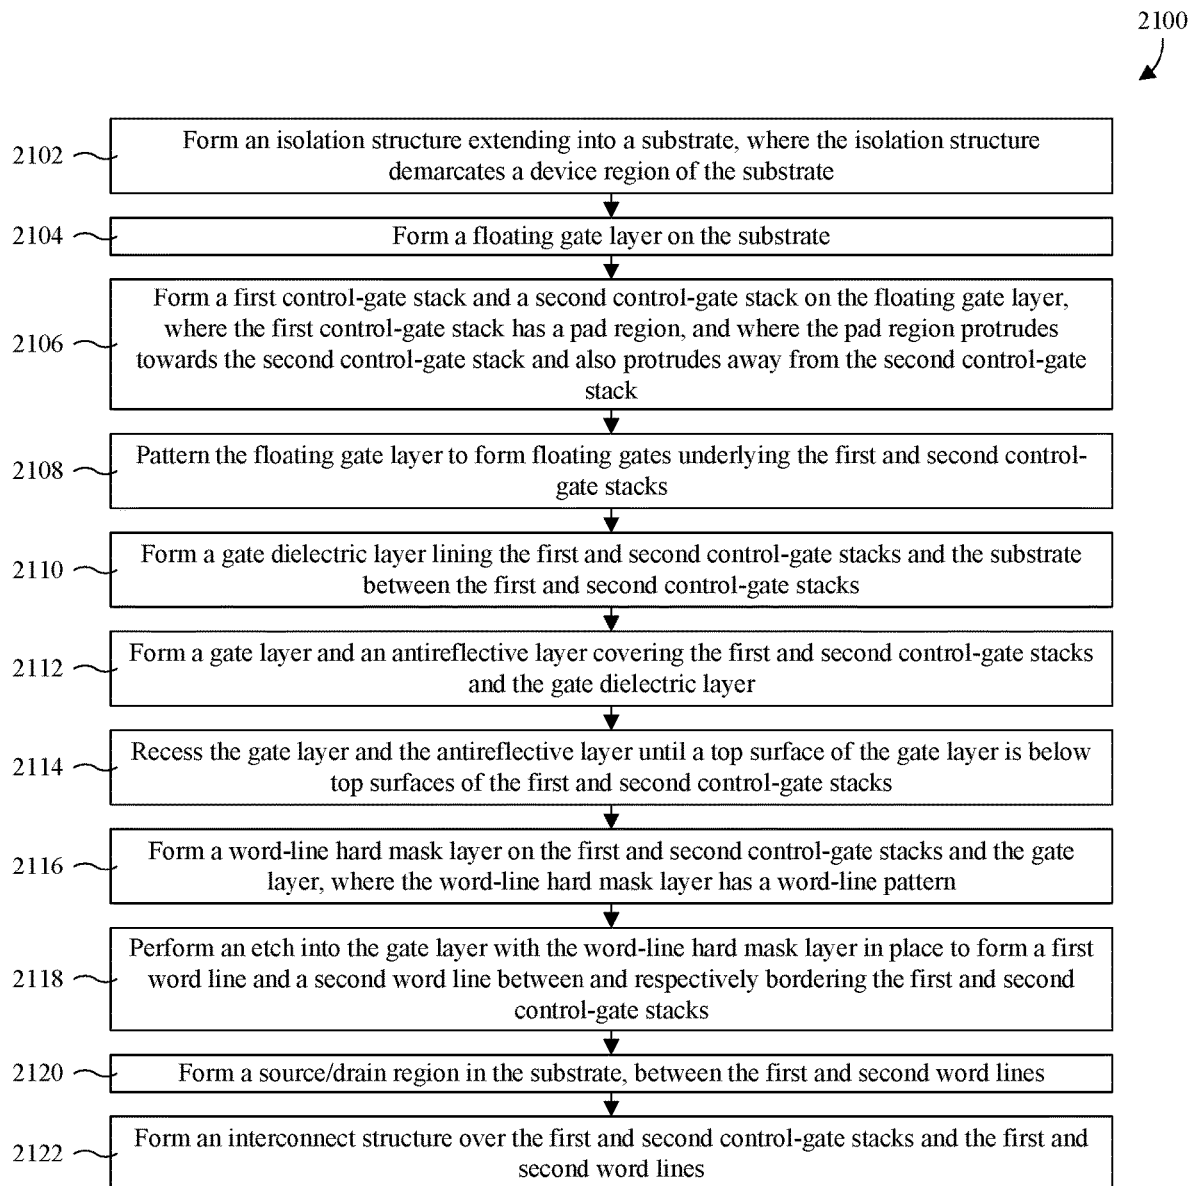 2100
2102
Form an isolation structure extending into a substrate, where the isolation structure
demarcates a device region of the substrate
2104
Form a floating gate layer on the substrate
2106
Form a first control-gate stack and a second control-gate stack on the floating gate layer,
where the first control-gate stack has a pad region, and where the pad region protrudes
towards the second control-gate stack and also protrudes away from the second control-gate
stack
2108
Pattern the floating gate layer to form floating gates underlying the first and second control-
gate stacks
2110
Form a gate dielectric layer lining the first and second control-gate stacks and the substrate
between the first and second control-gate stacks
2112
Form a gate layer and an antireflective layer covering the first and second control-gate stacks
and the gate dielectric layer
2114
Recess the gate layer and the antireflective layer until a top surface of the gate layer is below
top surfaces of the first and second control-gate stacks
2116
Form a word-line hard mask layer on the first and second control-gate stacks and the gate
layer, where the word-line hard mask layer has a word-line pattern
2118
Perform an etch into the gate layer with the word-line hard mask layer in place to form a first
word line and a second word line between and respectively bordering the first and second
control-gate stacks
2120
Form a source/drain region in the substrate, between the first and second word lines
2122
Form an interconnect structure over the first and second control-gate stacks and the first and
second word lines